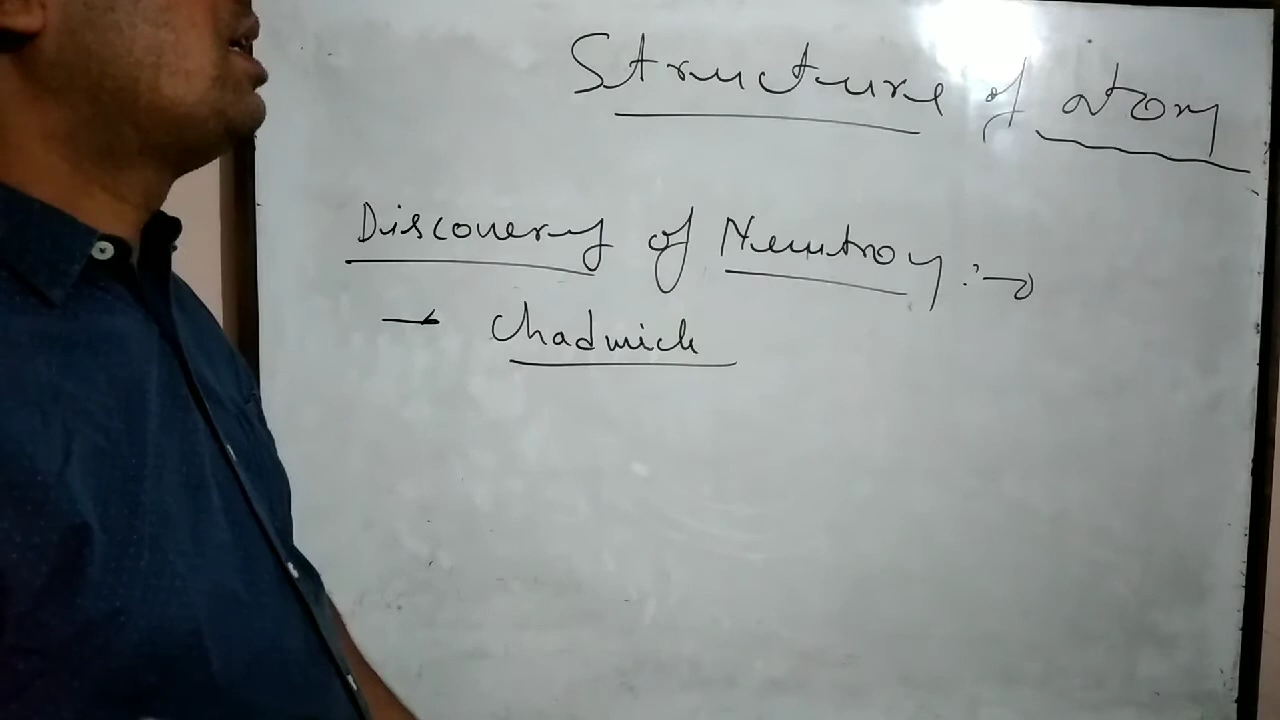 Structure of atom
Discovery of Neutron :→
→ Chadwick